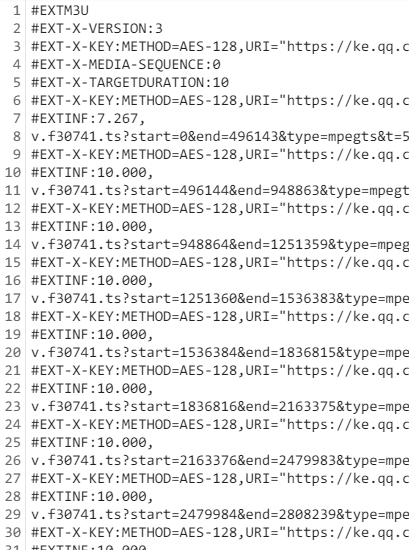 1 #EXTM3U
2 #EXT-X-VERSION:3
3 #EXT-X-KEY:METHOD=AES-128,URI="https://ke.qq.c
4 #EXT-X-MEDIA-SEQUENCE:0
5 #EXT-X-TARGETDURATION:10
6 #EXT-X-KEY:METHOD=AES-128,URI="https://ke.qq.c
7 #EXTINF:7.267,
8 v.f30741.ts?start=0&end=496143&type=mpegts&t=5
9 #EXT-X-KEY:METHOD=AES-128,URI="https://ke.qq.c
10 #EXTINF:10.000,
11 v.f30741.ts?start=496144&end=948863&type=mpegt
12 #EXT-X-KEY:METHOD=AES-128,URI="https://ke.qq.c
13 #EXTINF:10.000,
14 v.f30741.ts?start=948864&end=1251359&type=mpeg
15 #EXT-X-KEY:METHOD=AES-128,URI="https://ke.qq.c
16 #EXTINF:10.000,
17 v.f30741.ts?start=1251360&end=1536383&type=mpe
18 #EXT-X-KEY:METHOD=AES-128,URI="https://ke.qq.c
19 #EXTINF:10.000,
20 v.f30741.ts?start=1536384&end=1836815&type=mpe
21 #EXT-X-KEY:METHOD=AES-128,URI="https://ke.qq.c
22 #EXTINF:10.000,
23 v.f30741.ts?start=1836816&end=2163375&type=mpe
24 #EXT-X-KEY:METHOD=AES-128,URI="https://ke.qq.c
25 #EXTINF:10.000,
26 v.f30741.ts?start=2163376&end=2479983&type=mpe
27 #EXT-X-KEY:METHOD=AES-128,URI="https://ke.qq.c
28 #EXTINF:10.000,
29 v.f30741.ts?start=2479984&end=2808239&type=mpe
30 #EXT-X-KEY:METHOD=AES-128,URI="https://ke.qq.c
31 #EXTINF:10.000